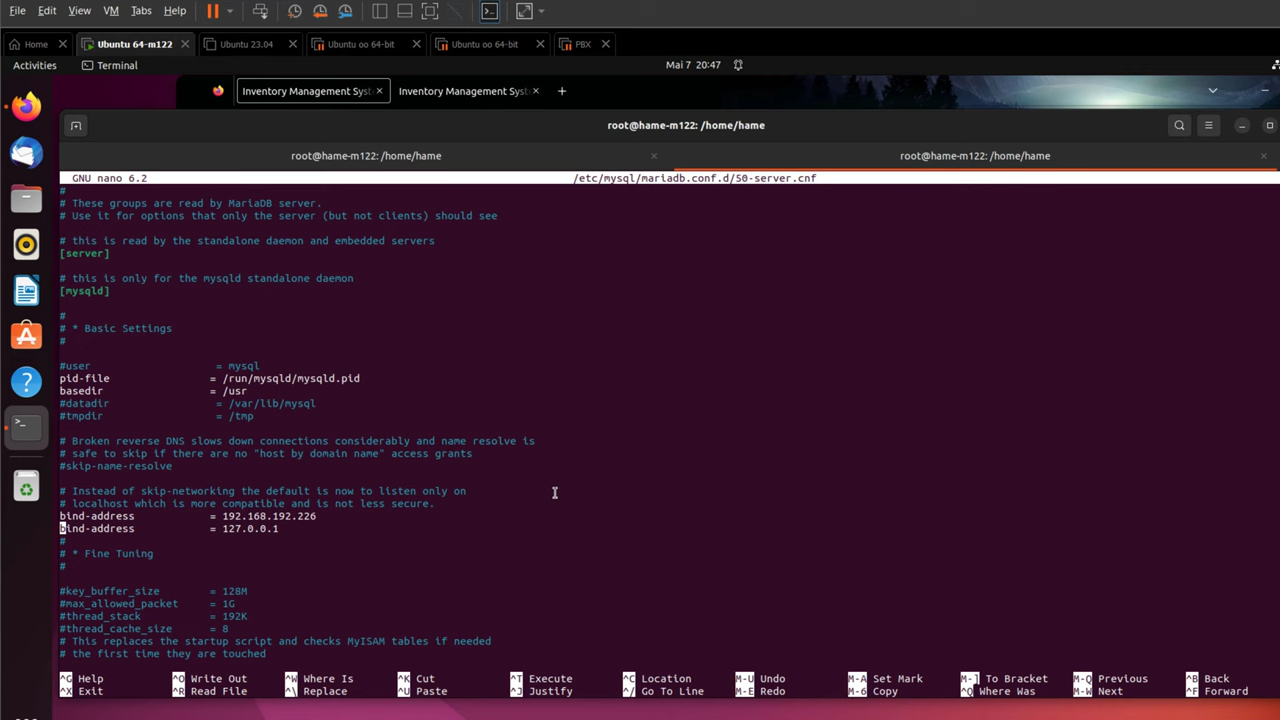 File Edit View VM Tabs Help
Home Ubuntu 64-m122 Ubuntu 23.04 Ubuntu oo 64-bit Ubuntu oo 64-bit PBX
Activities Terminal Mai 7 20:47
Inventory Management Syst Inventory Management Syst
root@hame-m122: /home/hame
root@hame-m122: /home/hame root@hame-m122: /home/hame
GNU nano 6.2 /etc/mysql/mariadb.conf.d/50-server.cnf
#
# These groups are read by MariaDB server.
# Use it for options that only the server (but not clients) should see
# this is read by the standalone daemon and embedded servers
[server]
# this is only for the mysqld standalone daemon
[mysqld]
#
# * Basic Settings
#
#user = mysql
pid-file = /run/mysqld/mysqld.pid
basedir = /usr
#datadir = /var/lib/mysql
#tmpdir = /tmp
# Broken reverse DNS slows down connections considerably and name resolve is
# safe to skip if there are no "host by domain name" access grants
#skip-name-resolve
# Instead of skip-networking the default is now to listen only on
# localhost which is more compatible and is not less secure.
bind-address = 192.168.192.226
bind-address = 127.0.0.1
#
# * Fine Tuning
#
#key_buffer_size = 128M
#max_allowed_packet = 1G
#thread_stack = 192K
#thread_cache_size = 8
# This replaces the startup script and checks MyISAM tables if needed
# the first time they are touched
^G Help ^O Write Out ^W Where Is ^K Cut ^T Execute ^C Location M-U Undo M-A Set Mark M-] To Bracket M-Q Previous ^B Back
^X Exit ^R Read File ^\ Replace ^U Paste ^J Justify ^/ Go To Line M-E Redo M-6 Copy ^Q Where Was M-W Next ^F Forward